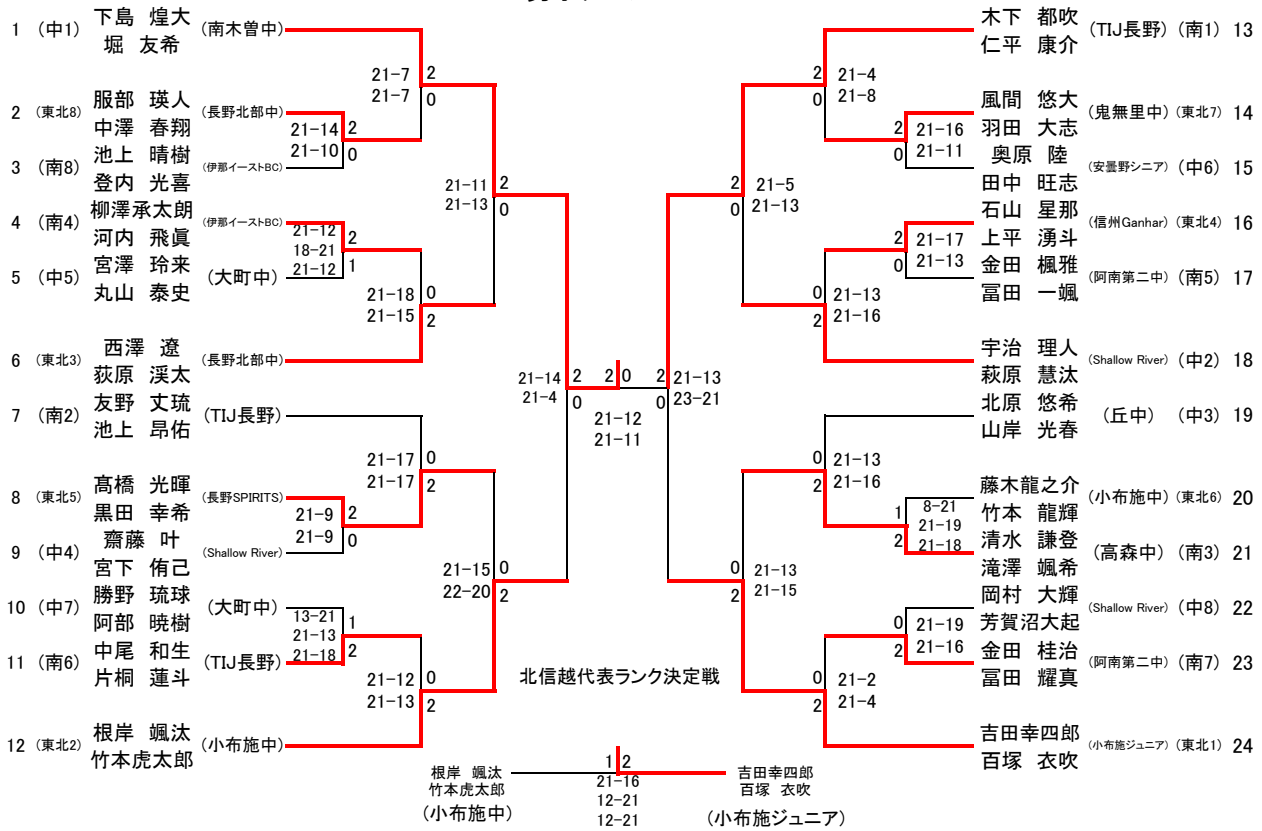 1 (中1) 下島 煌大 堀 友希 (南木曽中)
2 (東北8) 服部 瑛人 中澤 春翔 (長野北部中)
3 (南8) 池上 晴樹 登内 光喜 (伊那イーストBC)
4 (南4) 柳澤承太朗 河内 飛眞 (伊那イーストBC)
5 (中5) 宮澤 玲来 丸山 泰史 (大町中)
6 (東北3) 西澤 遼 荻原 渓太 (長野北部中)
7 (南2) 友野 丈琉 池上 昂佑 (TIJ長野)
8 (東北5) 髙橋 光暉 黒田 幸希 (長野SPIRITS)
9 (中4) 齋藤 叶 宮下 侑己 (Shallow River)
10 (中7) 勝野 琉球 阿部 暁樹 (大町中)
11 (南6) 中尾 和生 片桐 蓮斗 (TIJ長野)
12 (東北2) 根岸 颯汰 竹本虎太郎 (小布施中)
21-7 2
21-7 0
21-14 2
21-10 0
21-12 2
18-21
21-12 1
21-11 2
21-13 0
21-18 0
21-15 2
21-17 0
21-17 2
21-9 2
21-9 0
21-15 0
22-20 2
13-21 1
21-13
21-18 2
21-12 0
21-13 2
21-14 2
21-4 0
2 0
21-12
21-11
2 21-13
0 23-21
木下 都吹 仁平 康介 (TIJ長野) (南1) 13
風間 悠大 羽田 大志 (鬼無里中) (東北7) 14
奥原 陸 田中 旺志 (安曇野シニア) (中6) 15
石山 星那 上平 湧斗 (信州Ganhar) (東北4) 16
金田 楓雅 冨田 一颯 (阿南第二中) (南5) 17
宇治 理人 萩原 慧汰 (Shallow River) (中2) 18
北原 悠希 山岸 光春 (丘中) (中3) 19
藤木龍之介 竹本 龍輝 (小布施中) (東北6) 20
清水 謙登 滝澤 颯希 (高森中) (南3) 21
岡村 大輝 芳賀沼大起 (Shallow River) (中8) 22
金田 桂治 冨田 耀真 (阿南第二中) (南7) 23
吉田幸四郎 百塚 衣吹 (小布施ジュニア) (東北1) 24
2 21-4
0 21-8
2 21-16
0 21-11
2 21-5
0 21-13
2 21-17
0 21-13
0 21-13
2 21-16
0 21-13
2 21-16
1 8-21
21-19
2 21-18
0 21-13
2 21-15
0 21-19
2 21-16
0 21-2
2 21-4
北信越代表ランク決定戦
根岸 颯汰 竹本虎太郎 (小布施中)
1 2
21-16
12-21
12-21
吉田幸四郎 百塚 衣吹 (小布施ジュニア)